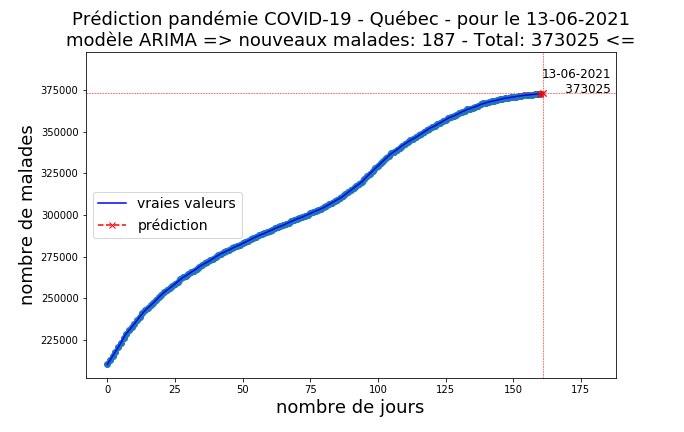 Prédiction pandémie COVID-19 - Québec - pour le 13-06-2021
modèle ARIMA => nouveaux malades: 187 - Total: 373025 <=
13-06-2021
373025
375000
350000
325000
300000
275000
250000
225000
nombre de malades
vraies valeurs
prédiction
0 25 50 75 100 125 150 175
nombre de jours